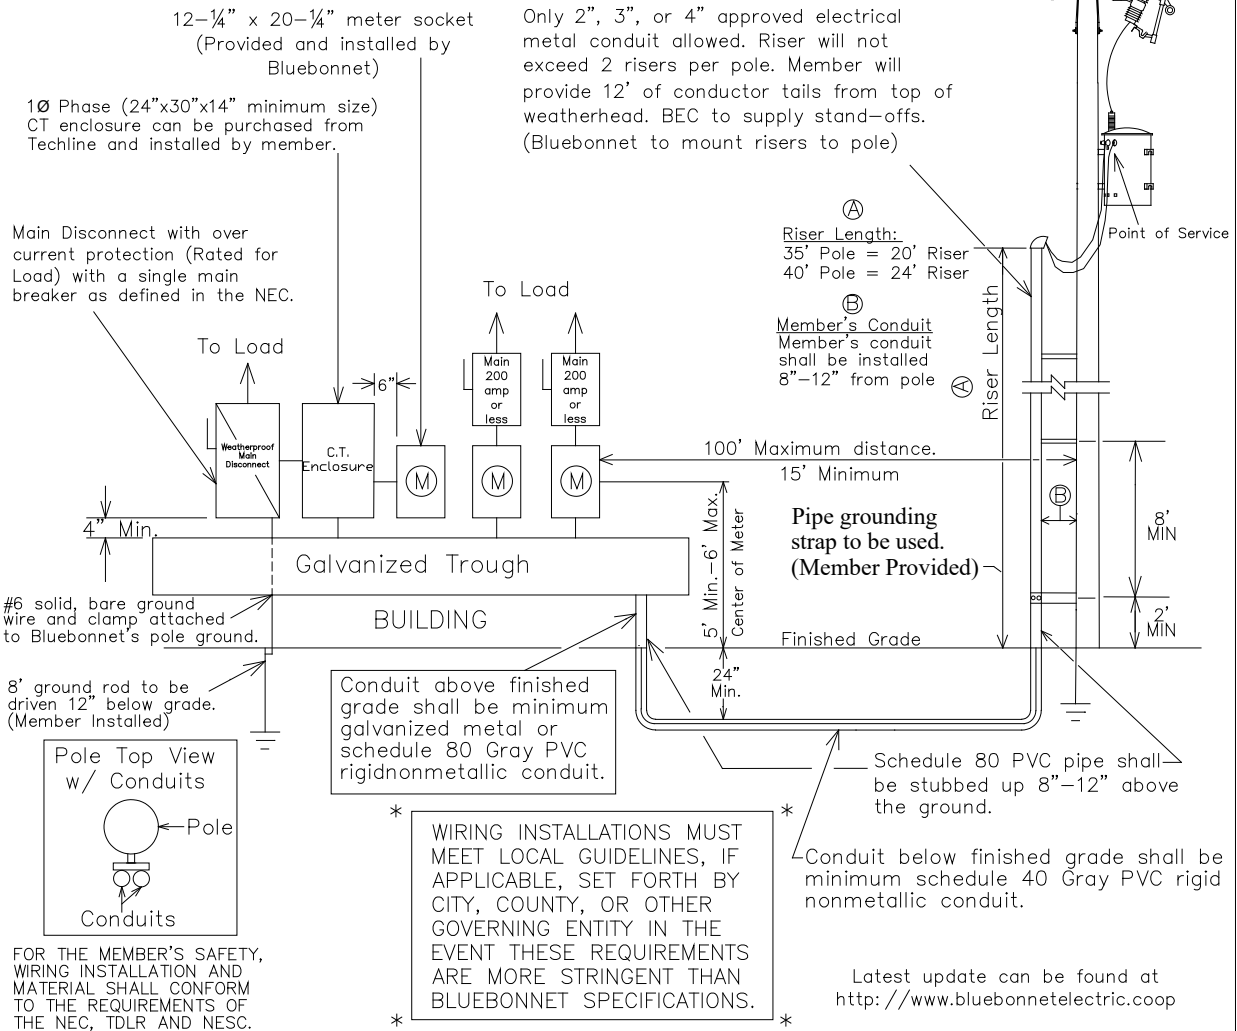 12-¼" x 20-¼" meter socket
(Provided and installed by
Bluebonnet)
Only 2", 3", or 4" approved electrical
metal conduit allowed. Riser will not
exceed 2 risers per pole. Member will
provide 12' of conductor tails from top of
weatherhead. BEC to supply stand-offs.
(Bluebonnet to mount risers to pole)
1Ø Phase (24"x30"x14" minimum size)
CT enclosure can be purchased from
Techline and installed by member.
Main Disconnect with over
current protection (Rated for
Load) with a single main
breaker as defined in the NEC.
A
Riser Length:
35' Pole = 20' Riser
40' Pole = 24' Riser
Point of Service
B
Member's Conduit
Member's conduit
shall be installed
8"-12" from pole
A
Riser Length
To Load
To Load
6"
Main
200
amp
or
less
Main
200
amp
or
less
Weatherproof
Main
Disconnect
C.T.
Enclosure
M
M
M
100' Maximum distance.
15' Minimum
B
8'
MIN
2'
MIN
4" Min.
Galvanized Trough
5' Min.-6' Max.
Center of Meter
Pipe grounding
strap to be used.
(Member Provided)
#6 solid, bare ground
wire and clamp attached
to Bluebonnet's pole ground.
BUILDING
Finished Grade
24"
Min.
8' ground rod to be
driven 12" below grade.
(Member Installed)
Conduit above finished
grade shall be minimum
galvanized metal or
schedule 80 Gray PVC
rigidnonmetallic conduit.
Pole Top View
w/ Conduits
Pole
Conduits
Schedule 80 PVC pipe shall
be stubbed up 8"-12" above
the ground.
* *
WIRING INSTALLATIONS MUST
MEET LOCAL GUIDELINES, IF
APPLICABLE, SET FORTH BY
CITY, COUNTY, OR OTHER
GOVERNING ENTITY IN THE
EVENT THESE REQUIREMENTS
ARE MORE STRINGENT THAN
BLUEBONNET SPECIFICATIONS.
* *
Conduit below finished grade shall be
minimum schedule 40 Gray PVC rigid
nonmetallic conduit.
FOR THE MEMBER'S SAFETY,
WIRING INSTALLATION AND
MATERIAL SHALL CONFORM
TO THE REQUIREMENTS OF
THE NEC, TDLR AND NESC.
Latest update can be found at
http: //www.bluebonnetelectric.coop